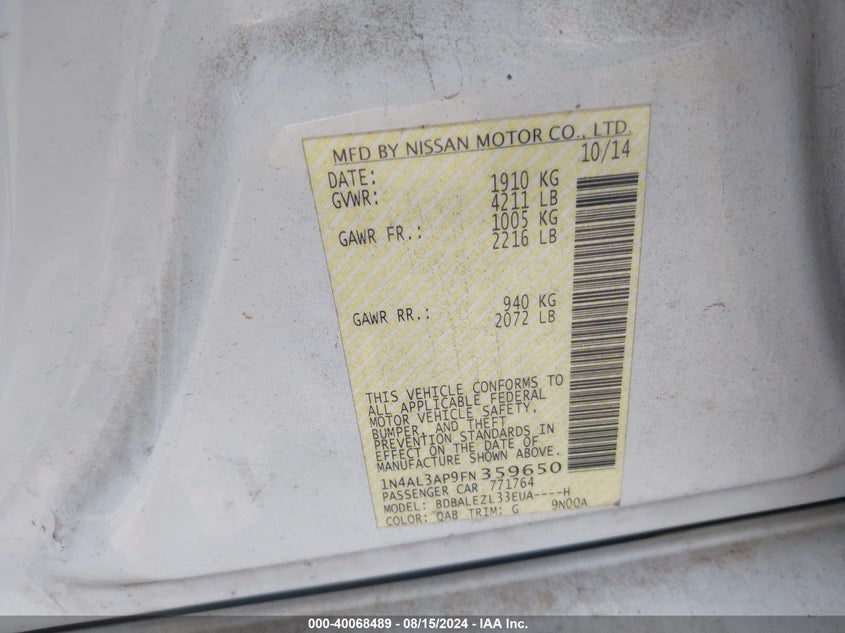 MFD BY NISSAN MOTOR CO., LTD.
DATE: 10/14
GVWR: 1910 KG
4211 LB
GAWR FR.: 1005 KG
2216 LB
GAWR RR.: 940 KG
2072 LB
THIS VEHICLE CONFORMS TO
ALL APPLICABLE FEDERAL
MOTOR VEHICLE SAFETY,
BUMPER, AND THEFT
PREVENTION STANDARDS IN
EFFECT ON THE DATE OF
MANUFACTURE SHOWN ABOVE.
1N4AL3AP9FN359650
PASSENGER CAR 771764
MODEL: BDBALEZL33EUA----H
COLOR: QAB TRIM: G 9NOOA
000-40068489 - 08/15/2024 - IAA Inc.